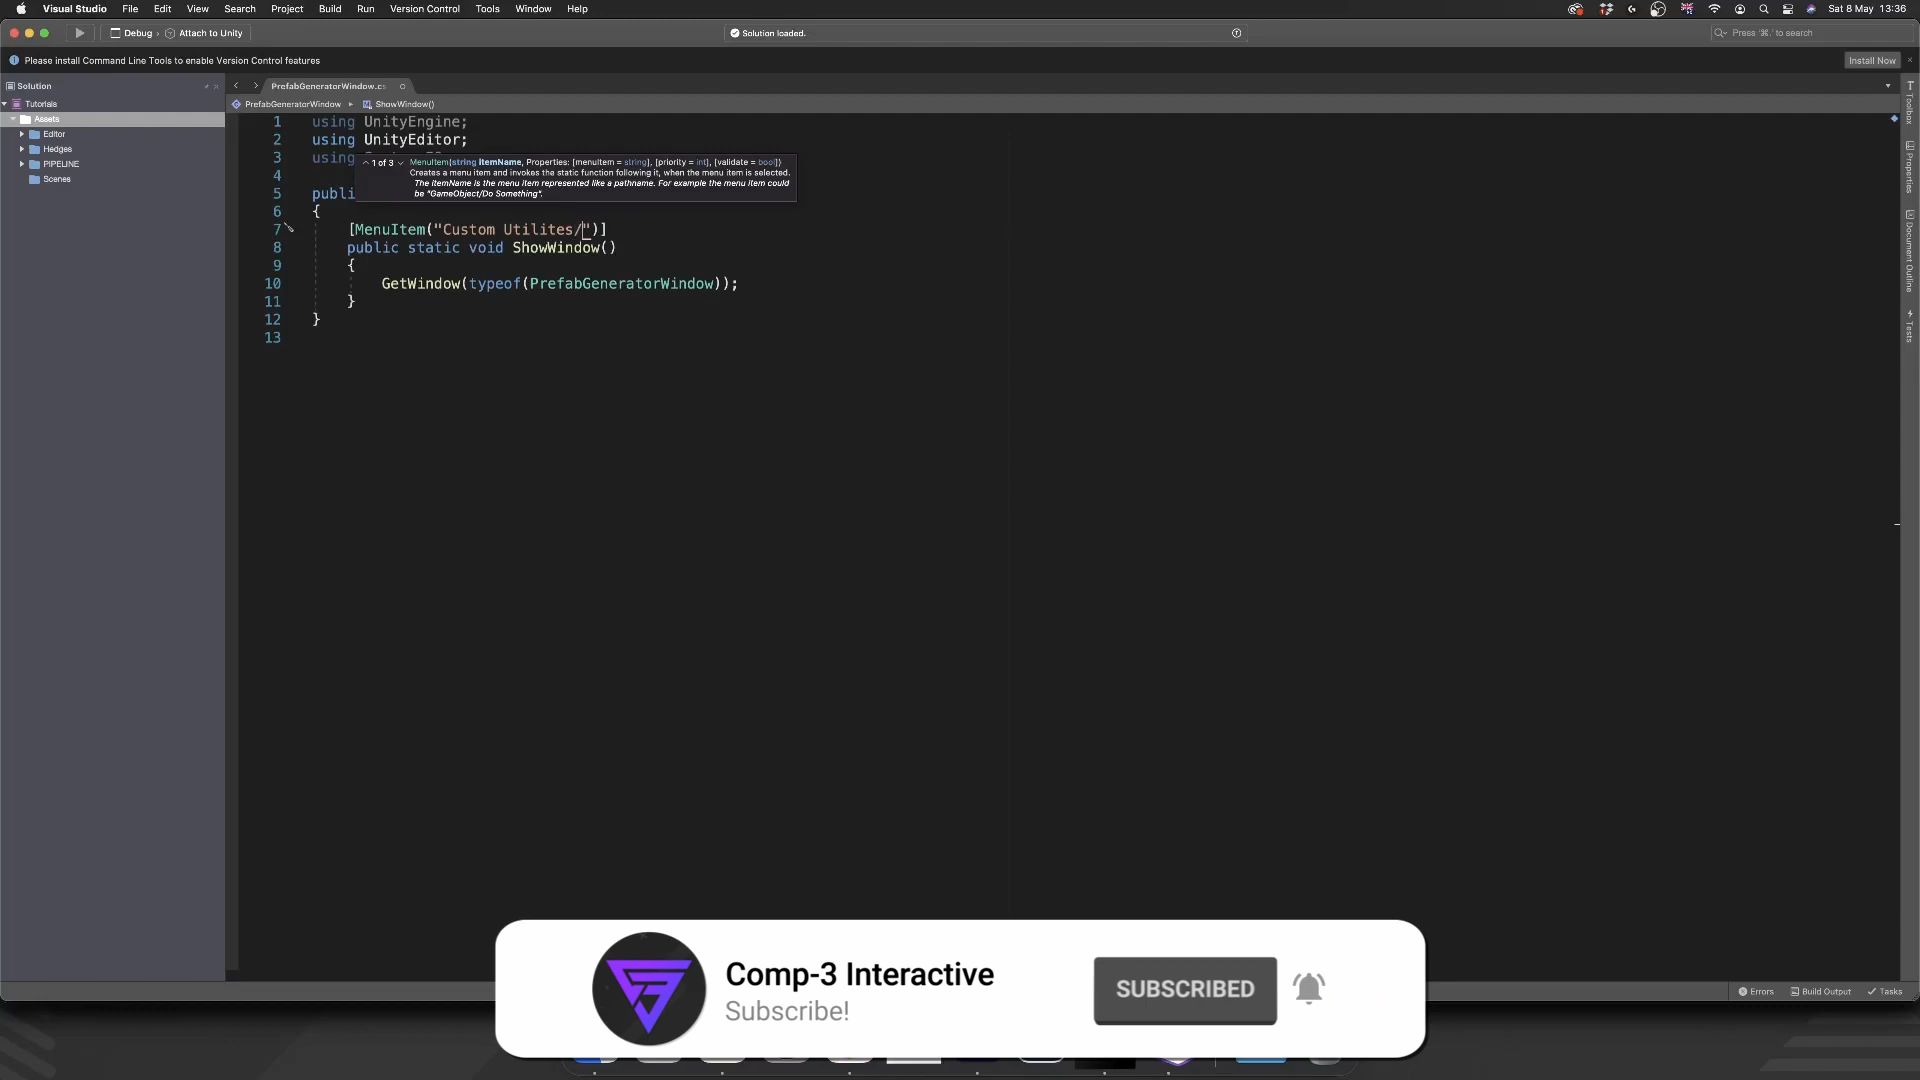 Visual Studio File Edit View Search Project Build Run Version Control Tools Window Help Sat 8 May 13:36
Debug › Attach to Unity Solution loaded. Press '⌘.' to search
Please install Command Line Tools to enable Version Control features Install Now
Solution
Tutorials
Assets
Editor
Hedges
PIPELINE
Scenes
PrefabGeneratorWindow.cs
PrefabGeneratorWindow ShowWindow()
1 using UnityEngine;
2 using UnityEditor;
3 using
1 of 3 MenuItem(string itemName, Properties: [menuItem = string], [priority = int], [validate = bool])
Creates a menu item and invokes the static function following it, when the menu item is selected.
The itemName is the menu item represented like a pathname. For example the menu item could
be "GameObject/Do Something".
4
5 publi
6 {
7 [MenuItem("Custom Utilites/")]
8 public static void ShowWindow()
9 {
10 GetWindow(typeof(PrefabGeneratorWindow));
11 }
12 }
13
Toolbox
Properties
Document Outline
Tests
Errors Build Output Tasks
Comp-3 Interactive
Subscribe!
SUBSCRIBED